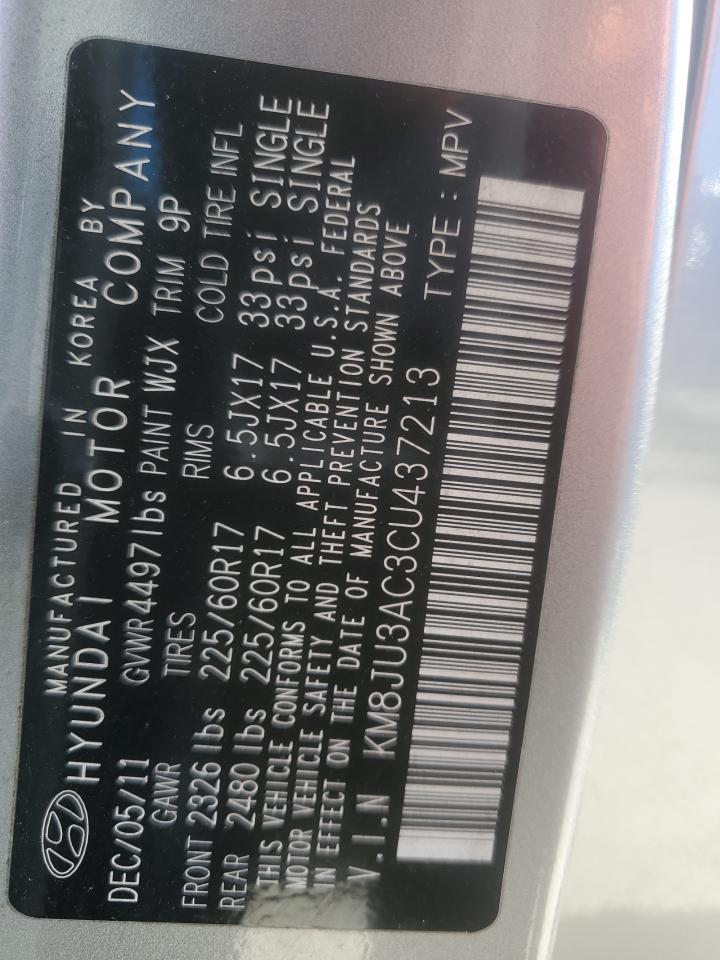 MANUFACTURED IN KOREA BY
HYUNDAI MOTOR COMPANY
DEC/05/11 GVWR 4497 lbs PAINT WJX TRIM 9P
GAWR TIRES RIMS COLD TIRE INFL
FRONT 2326 lbs 225/60R17 6.5JX17 33psi SINGLE
REAR 2480 lbs 225/60R17 6.5JX17 33psi SINGLE
THIS VEHICLE CONFORMS TO ALL APPLICABLE U.S.A. FEDERAL
MOTOR VEHICLE SAFETY AND THEFT PREVENTION STANDARDS
IN EFFECT ON THE DATE OF MANUFACTURE SHOWN ABOVE
V.I.N KM8JU3AC3CU437213 TYPE : MPV